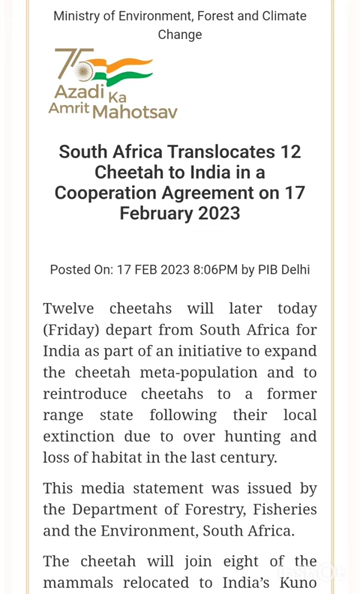 Ministry of Environment, Forest and Climate
Change
75
Azadi Ka
Amrit Mahotsav
South Africa Translocates 12
Cheetah to India in a
Cooperation Agreement on 17
February 2023
Posted On: 17 FEB 2023 8:06PM by PIB Delhi
Twelve cheetahs will later today
(Friday) depart from South Africa for
India as part of an initiative to expand
the cheetah meta-population and to
reintroduce cheetahs to a former
range state following their local
extinction due to over hunting and
loss of habitat in the last century.
This media statement was issued by
the Department of Forestry, Fisheries
and the Environment, South Africa.
The cheetah will join eight of the
mammals relocated to India's Kuno